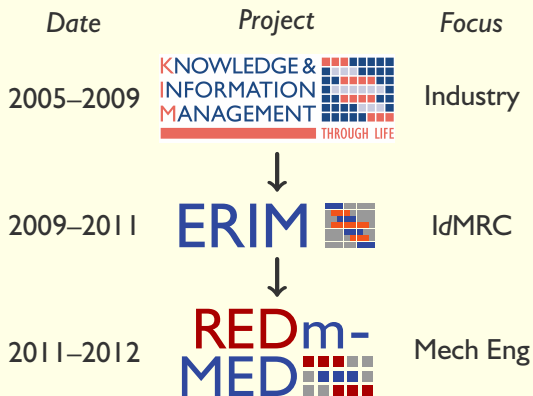 Date Project Focus
KNOWLEDGE &
INFORMATION
MANAGEMENT
THROUGH LIFE
2005–2009 Industry
2009–2011 ERIM IdMRC
REDm-
MED
2011–2012 Mech Eng